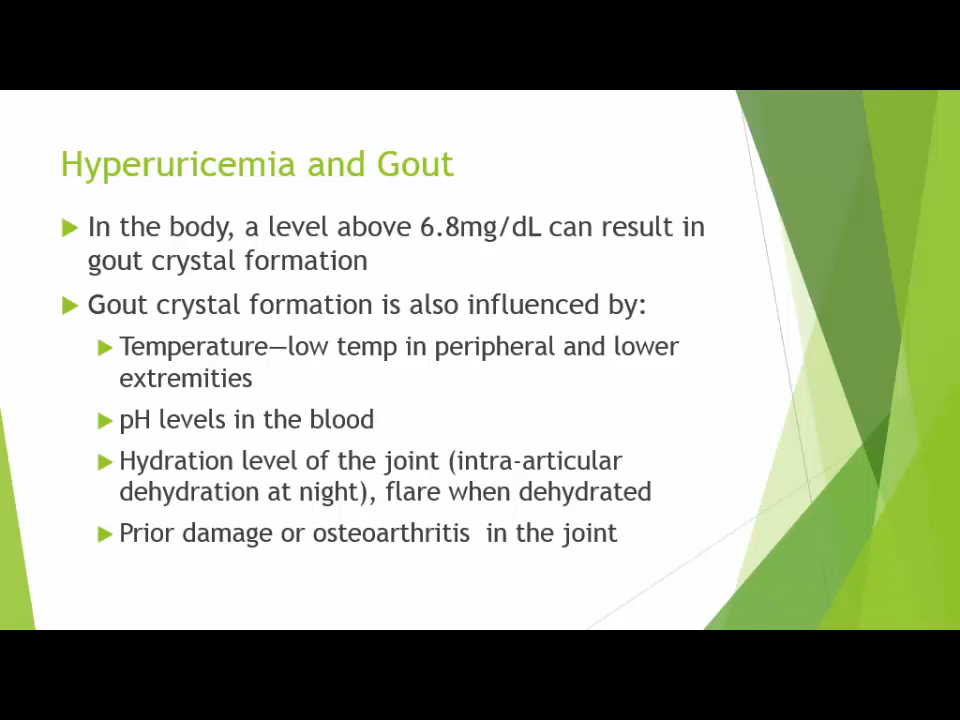 Hyperuricemia and Gout
In the body, a level above 6.8mg/dL can result in
gout crystal formation
Gout crystal formation is also influenced by:
Temperature—low temp in peripheral and lower
extremities
pH levels in the blood
Hydration level of the joint (intra-articular
dehydration at night), flare when dehydrated
Prior damage or osteoarthritis  in the joint